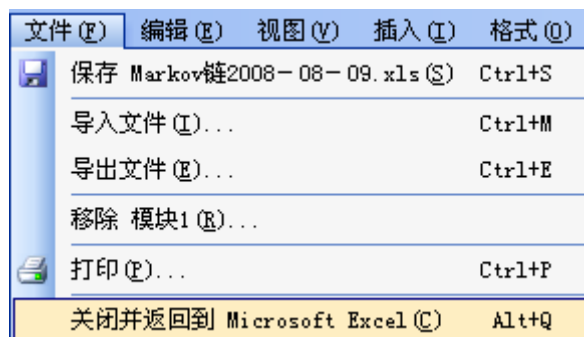 文件(F) 编辑(E) 视图(V) 插入(I) 格式(O)
保存 Markov链2008-08-09.xls(S) Ctrl+S
导入文件(I)... Ctrl+M
导出文件(E)... Ctrl+E
移除 模块1(R)...
打印(P)... Ctrl+P
关闭并返回到 Microsoft Excel(C) Alt+Q